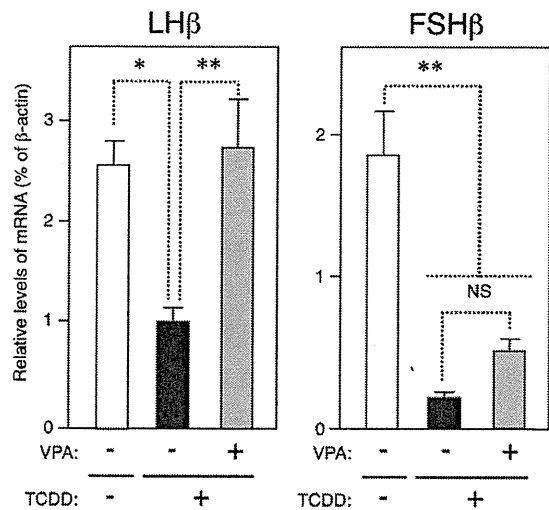 LHβ
FSHβ
Relative levels of mRNA (% of β-actin)
3
2
1
0
* **
2
1
0
**
NS
VPA: - - +
TCDD: - +
VPA: - - +
TCDD: - +